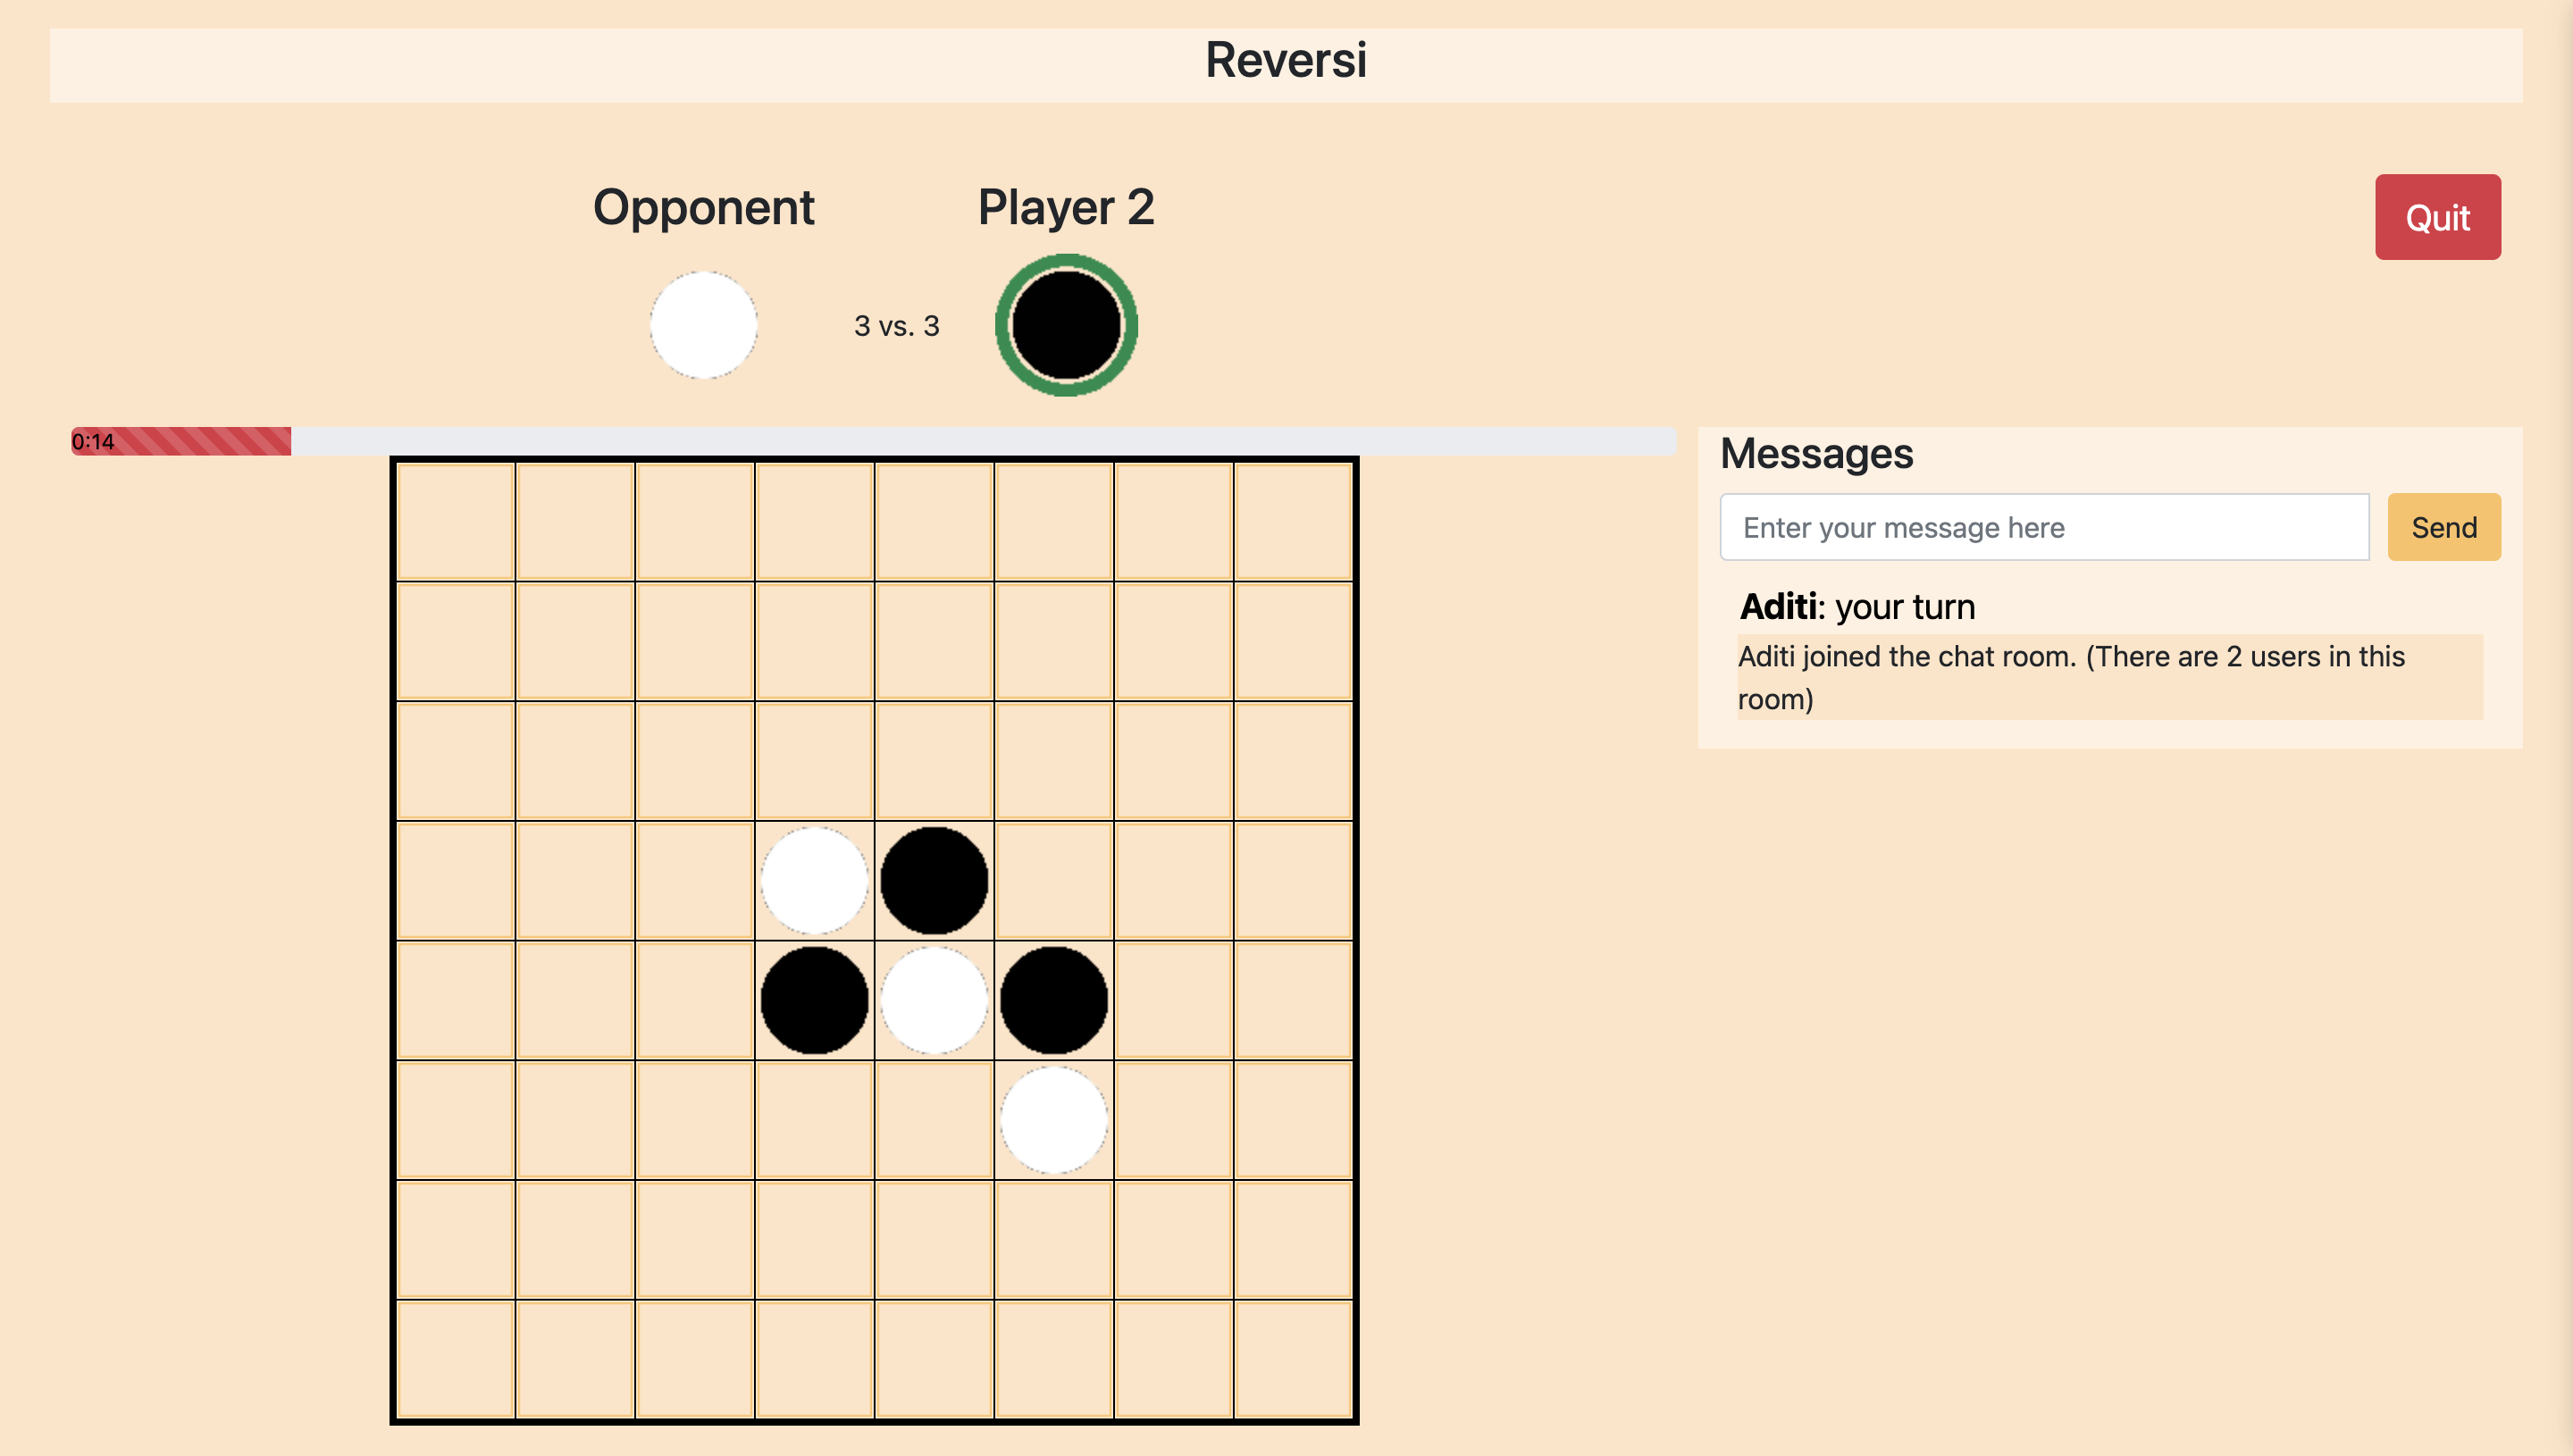 Reversi
Opponent
Player 2
Quit
3 vs. 3
0:14
Messages
Enter your message here
Send
Aditi: your turn
Aditi joined the chat room. (There are 2 users in this
room)